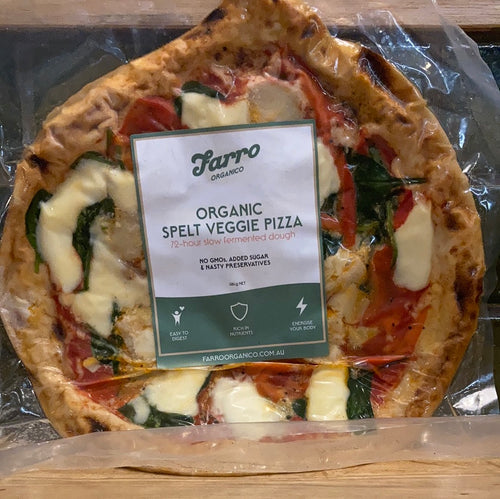 Farro
ORGANICO
ORGANIC
SPELT VEGGIE PIZZA
72-hour slow fermented dough
NO GMOs, ADDED SUGAR
& NASTY PRESERVATIVES
NET
EASY TO
DIGEST
RICH IN
NUTRIENTS
ENERGISE
YOUR BODY
FARROORGANICO.COM.AU